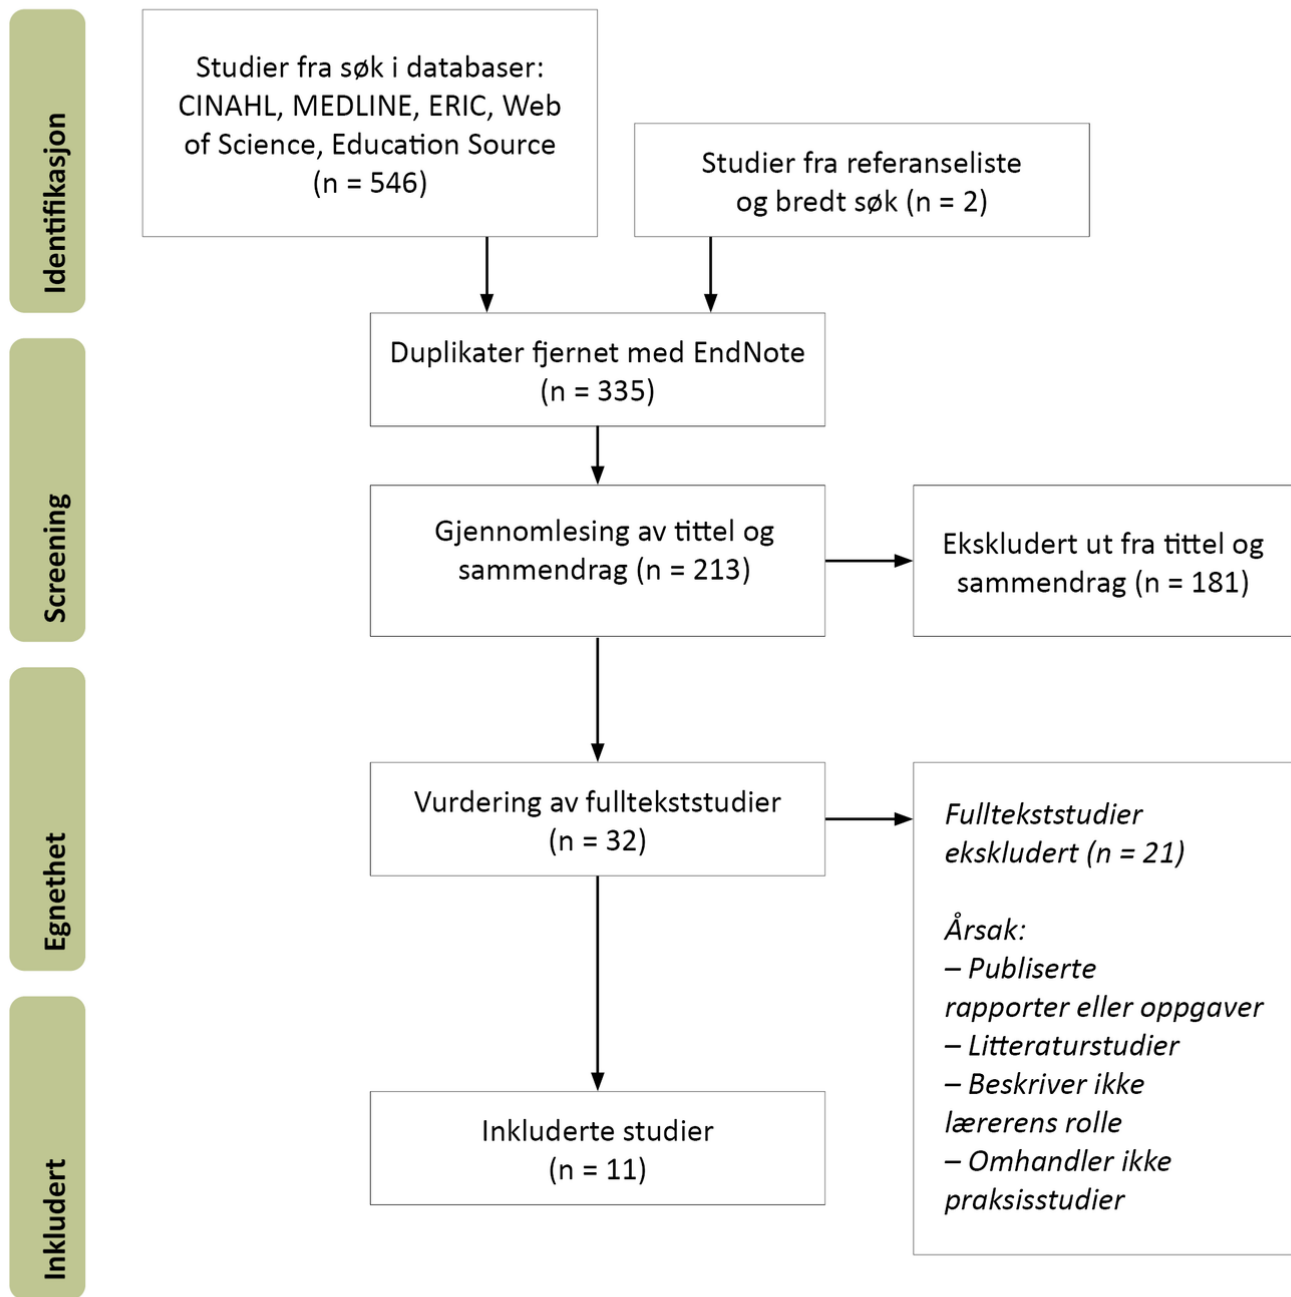 Identifikasjon
Studier fra søk i databaser:
CINAHL, MEDLINE, ERIC, Web
of Science, Education Source
(n = 546)
Studier fra referanseliste
og bredt søk (n = 2)
Screening
Duplikater fjernet med EndNote
(n = 335)
Gjennomlesing av tittel og
sammendrag (n = 213)
Ekskludert ut fra tittel og
sammendrag (n = 181)
Egnethet
Vurdering av fulltekststudier
(n = 32)
Fulltekststudier
ekskludert (n = 21)
Årsak:
– Publiserte
rapporter eller oppgaver
– Litteraturstudier
– Beskriver ikke
lærerens rolle
– Omhandler ikke
praksisstudier
Inkludert
Inkluderte studier
(n = 11)